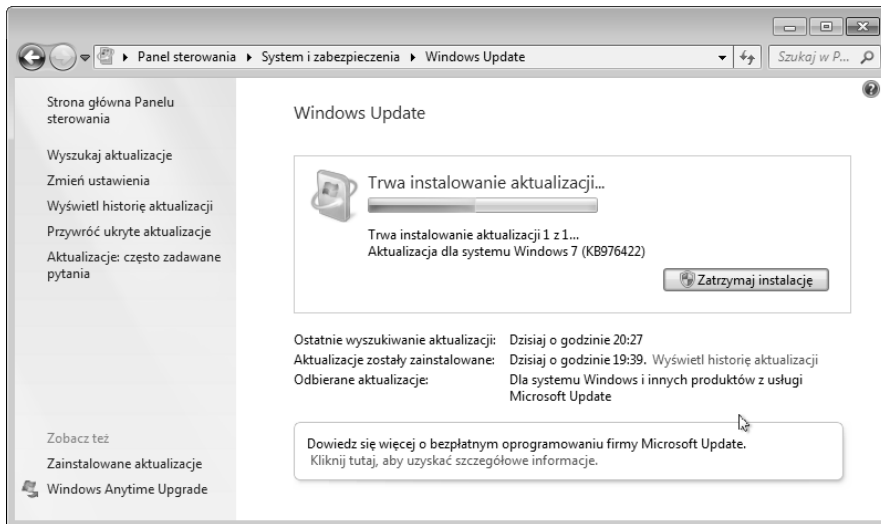 Panel sterowania ▸ System i zabezpieczenia ▸ Windows Update
Szukaj w P...
Strona główna Panelu
sterowania
Wyszukaj aktualizacje
Zmień ustawienia
Wyświetl historię aktualizacji
Przywróć ukryte aktualizacje
Aktualizacje: często zadawane
pytania
Zobacz też
Zainstalowane aktualizacje
Windows Anytime Upgrade
Windows Update
Trwa instalowanie aktualizacji...
Trwa instalowanie aktualizacji 1 z 1...
Aktualizacja dla systemu Windows 7 (KB976422)
Zatrzymaj instalację
Ostatnie wyszukiwanie aktualizacji: Dzisiaj o godzinie 20:27
Aktualizacje zostały zainstalowane: Dzisiaj o godzinie 19:39. Wyświetl historię aktualizacji
Odbierane aktualizacje: Dla systemu Windows i innych produktów z usługi
Microsoft Update
Dowiedz się więcej o bezpłatnym oprogramowaniu firmy Microsoft Update.
Kliknij tutaj, aby uzyskać szczegółowe informacje.